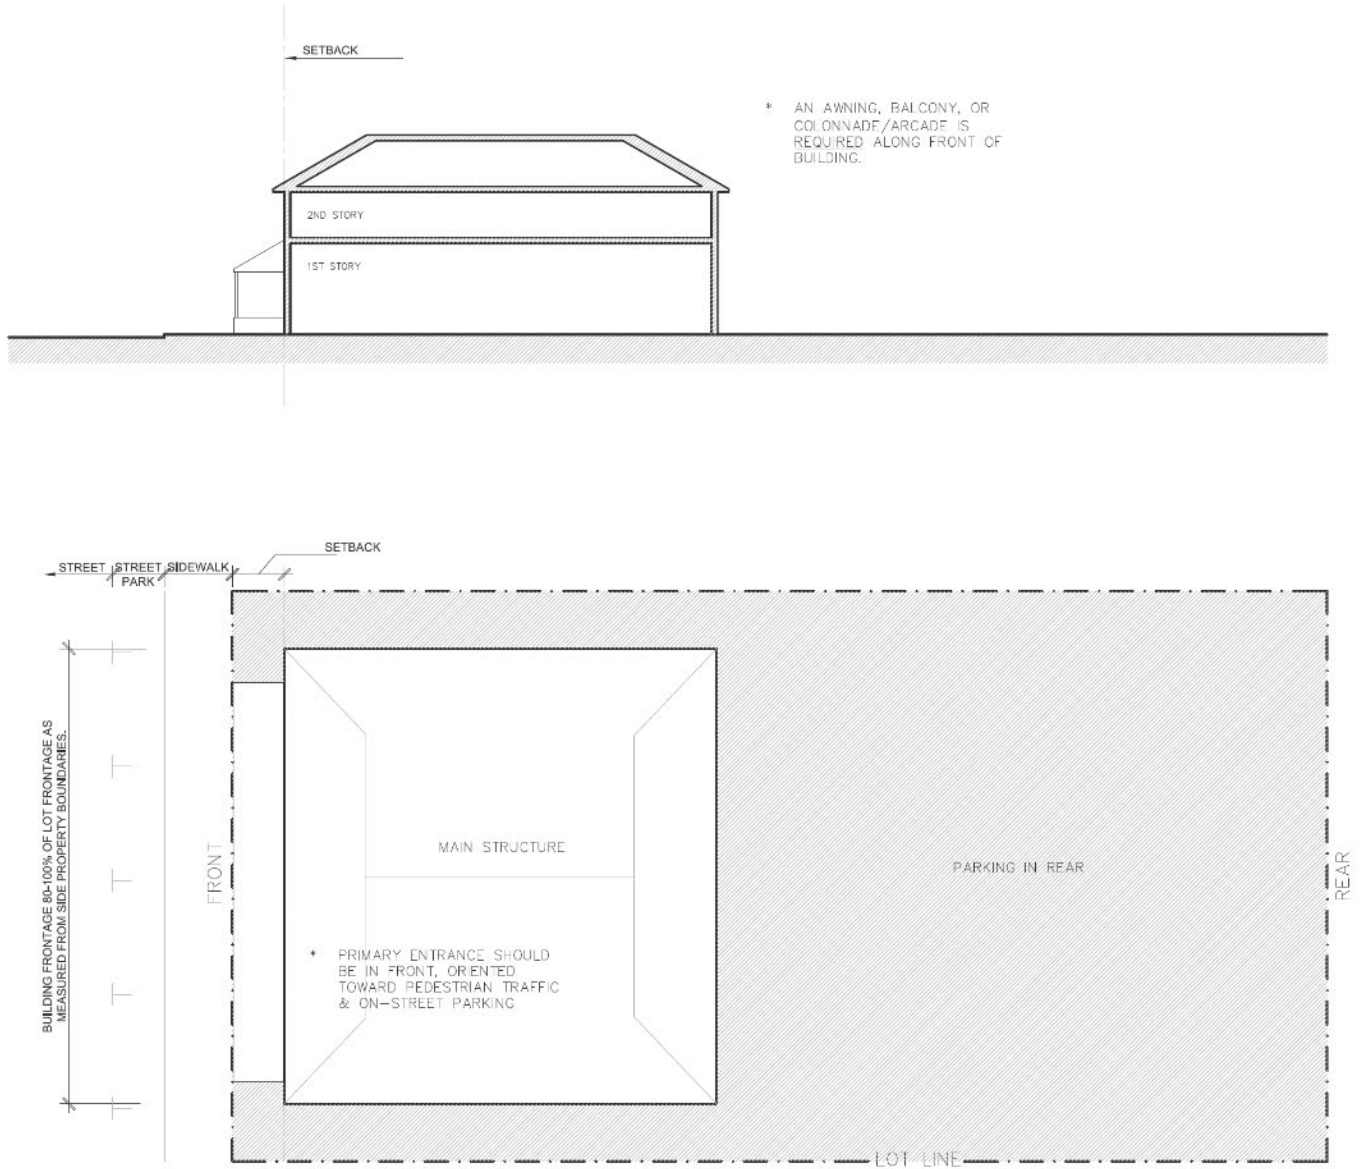 SETBACK
* AN AWNING, BALCONY, OR
COLONNADE/ARCADE IS
REQUIRED ALONG FRONT OF
BUILDING.
2ND STORY
1ST STORY
SETBACK
STREET STREET SIDEWALK
PARK
BUILDING FRONTAGE 80-100% OF LOT FRONTAGE AS
MEASURED FROM SIDE PROPERTY BOUNDARIES.
FRONT
MAIN STRUCTURE
* PRIMARY ENTRANCE SHOULD
BE IN FRONT, ORIENTED
TOWARD PEDESTRIAN TRAFFIC
& ON-STREET PARKING
PARKING IN REAR
REAR
LOT LINE